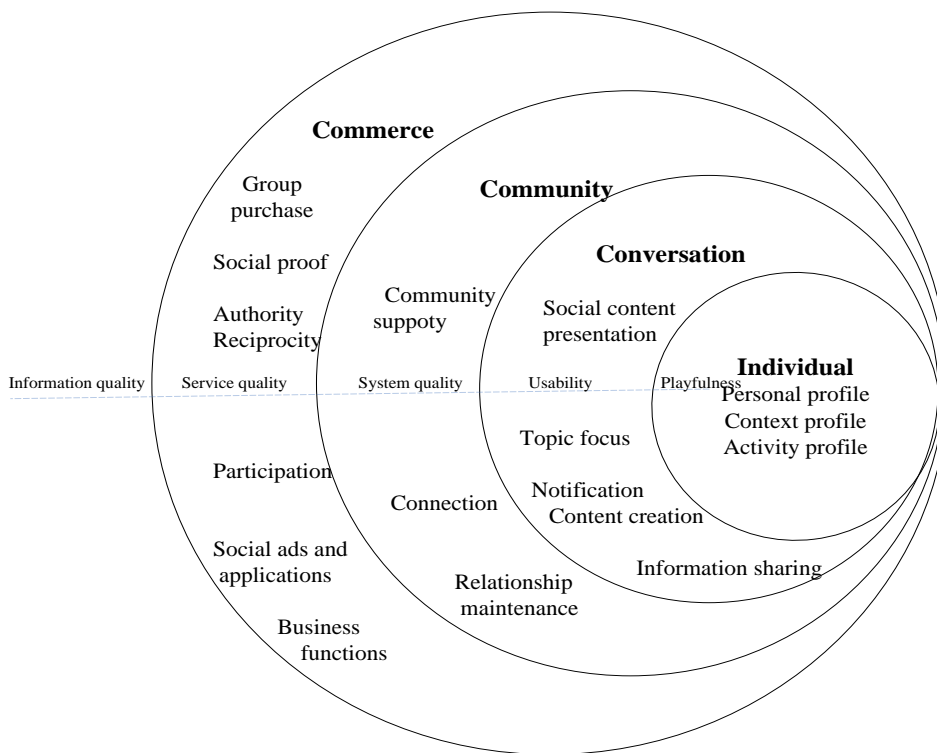 Commerce
Group
purchase
Social proof
Authority
Reciprocity
Community
Community
suppoty
Conversation
Social content
presentation
Individual
Personal profile
Context profile
Activity profile
Information quality
Service quality
System quality
Usability
Playfulness
Participation
Social ads and
applications
Business
functions
Connection
Relationship
maintenance
Topic focus
Notification
Content creation
Information sharing